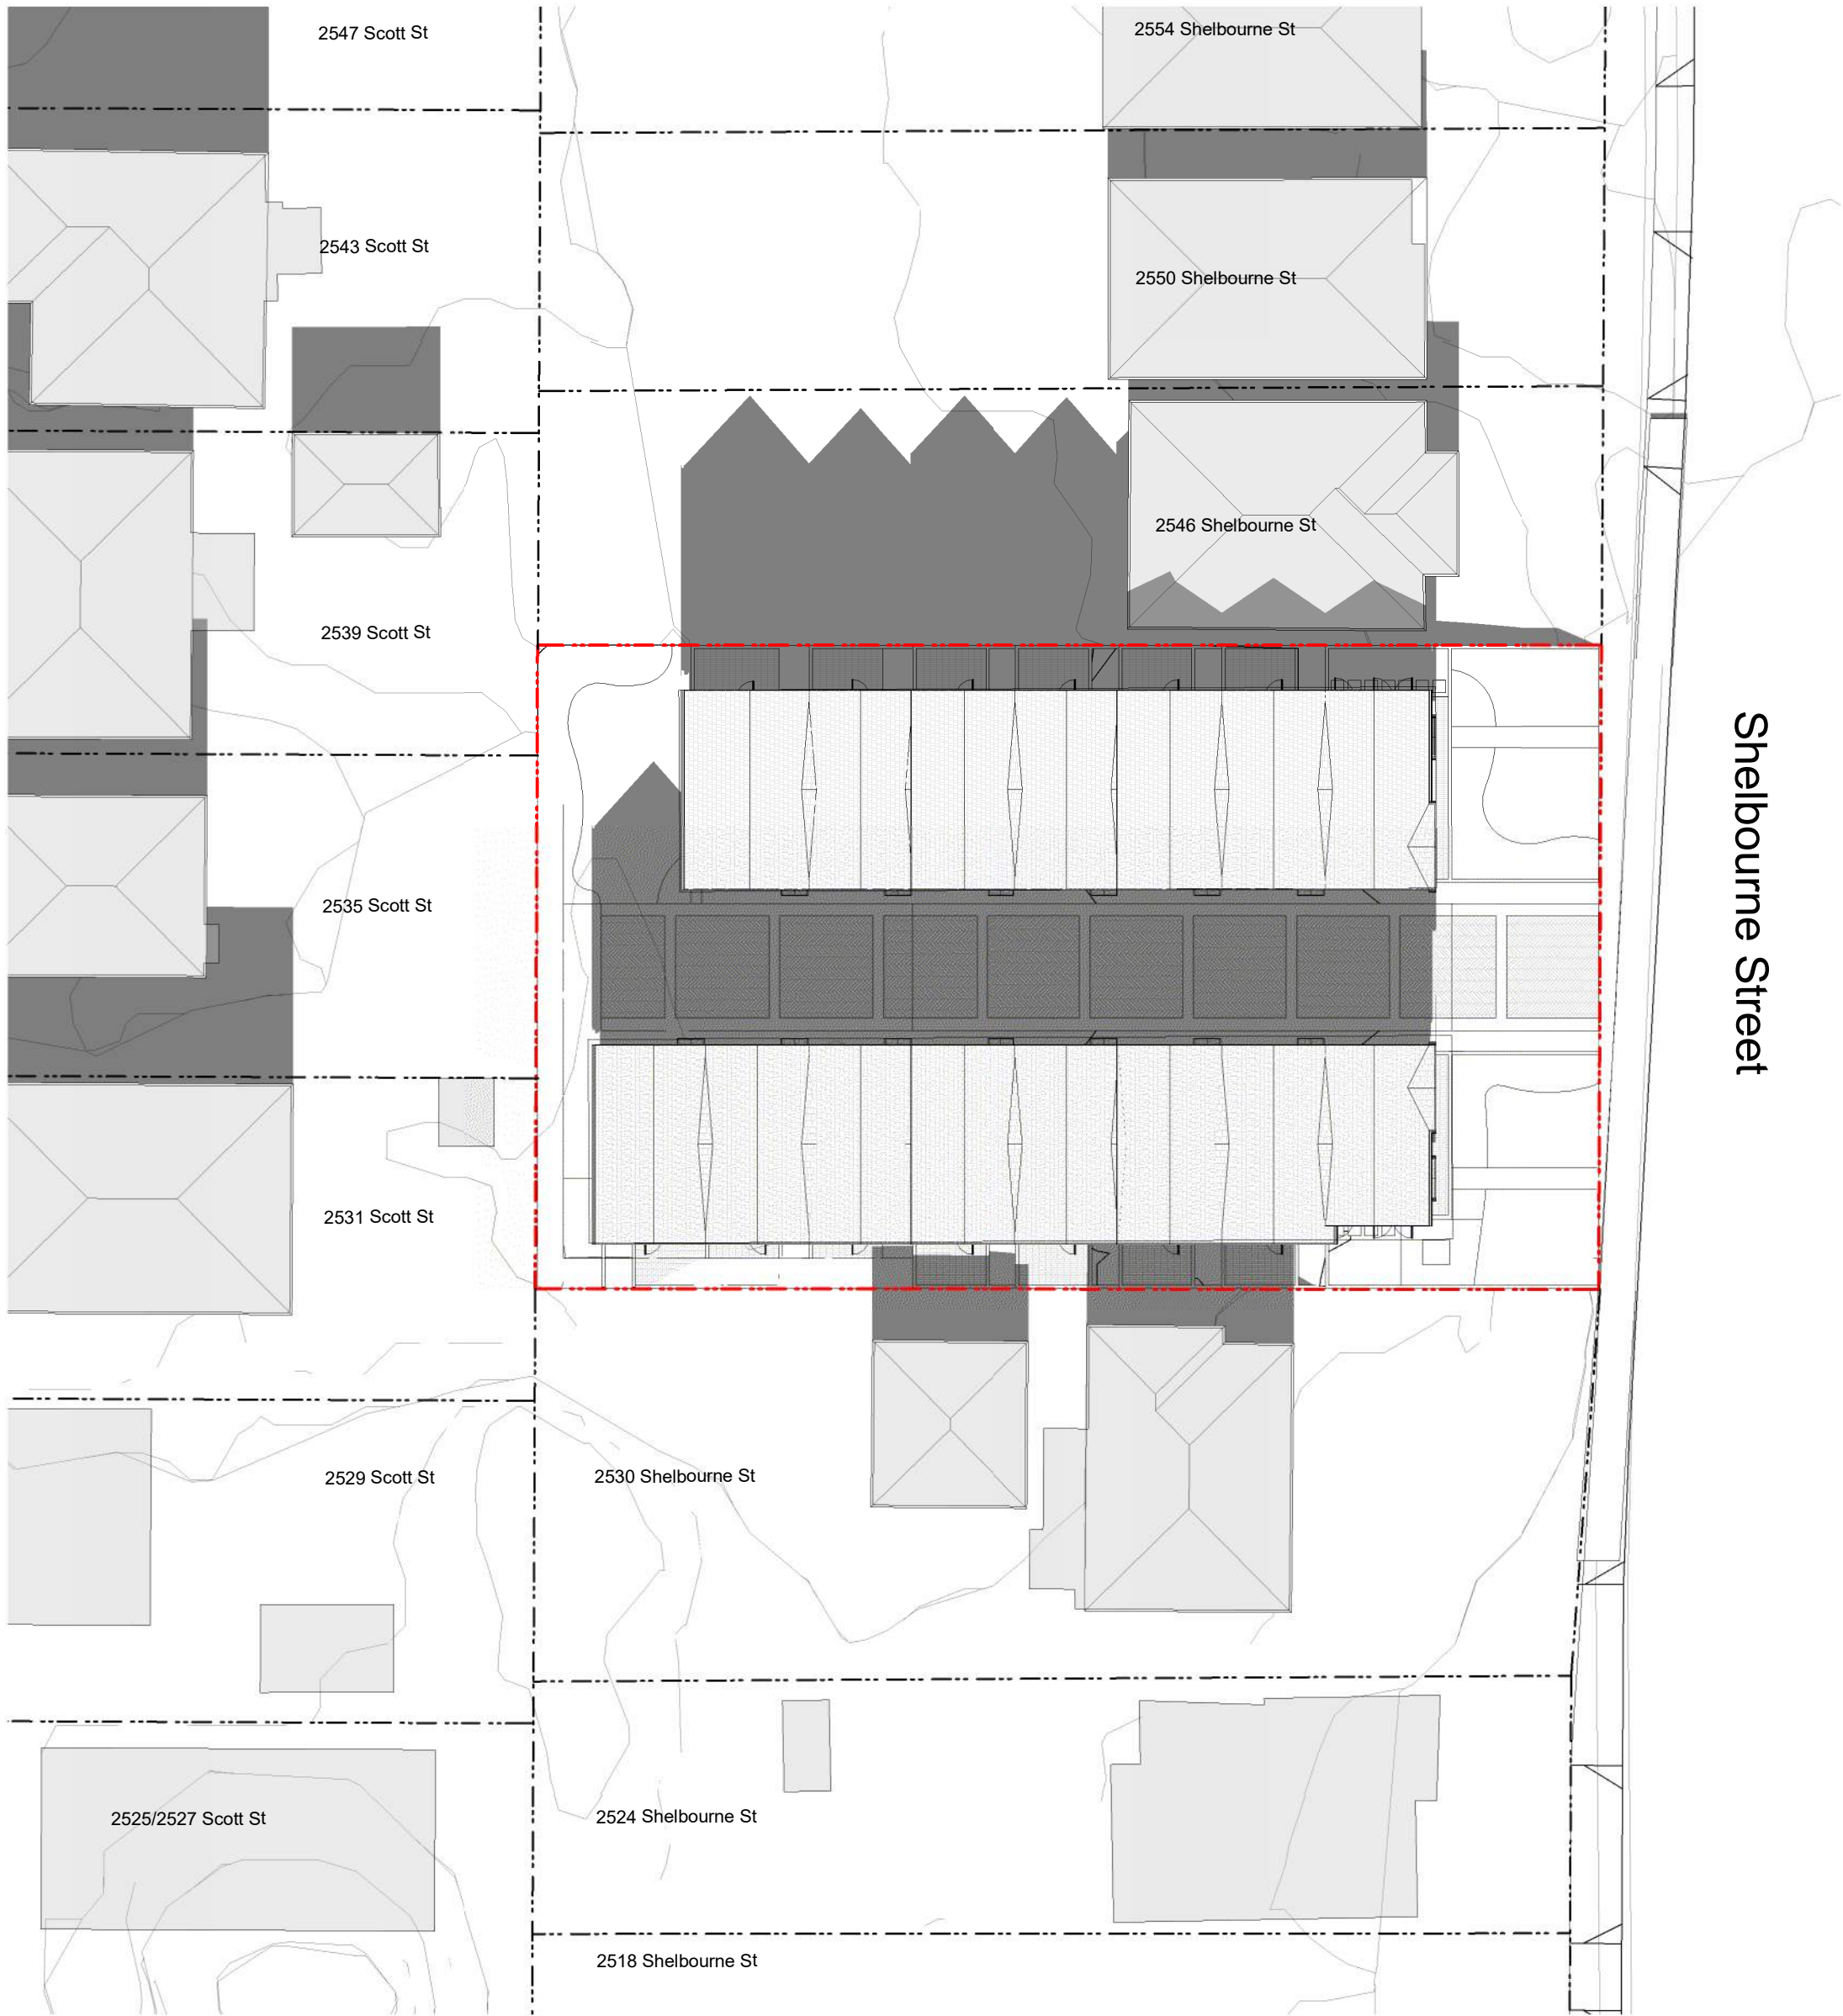 2547 Scott St
2554 Shelbourne St
2543 Scott St
2550 Shelbourne St
2546 Shelbourne St
2539 Scott St
Shelbourne Street
2535 Scott St
2531 Scott St
2529 Scott St
2530 Shelbourne St
2525/2527 Scott St
2524 Shelbourne St
2518 Shelbourne St